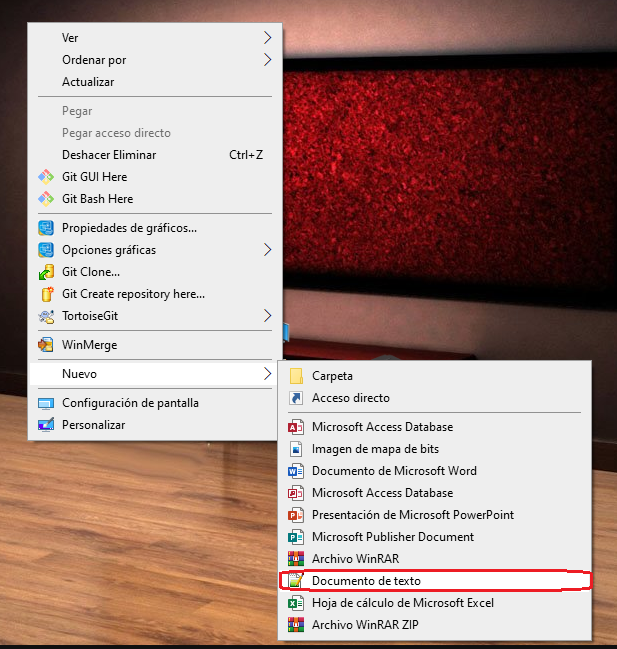 Ver
Ordenar por
Actualizar
Pegar
Pegar acceso directo
Deshacer Eliminar Ctrl+Z
Git GUI Here
Git Bash Here
Propiedades de gráficos...
Opciones gráficas
Git Clone...
Git Create repository here...
TortoiseGit
WinMerge
Nuevo
Configuración de pantalla
Personalizar
Carpeta
Acceso directo
Microsoft Access Database
Imagen de mapa de bits
Documento de Microsoft Word
Microsoft Access Database
Presentación de Microsoft PowerPoint
Microsoft Publisher Document
Archivo WinRAR
Documento de texto
Hoja de cálculo de Microsoft Excel
Archivo WinRAR ZIP